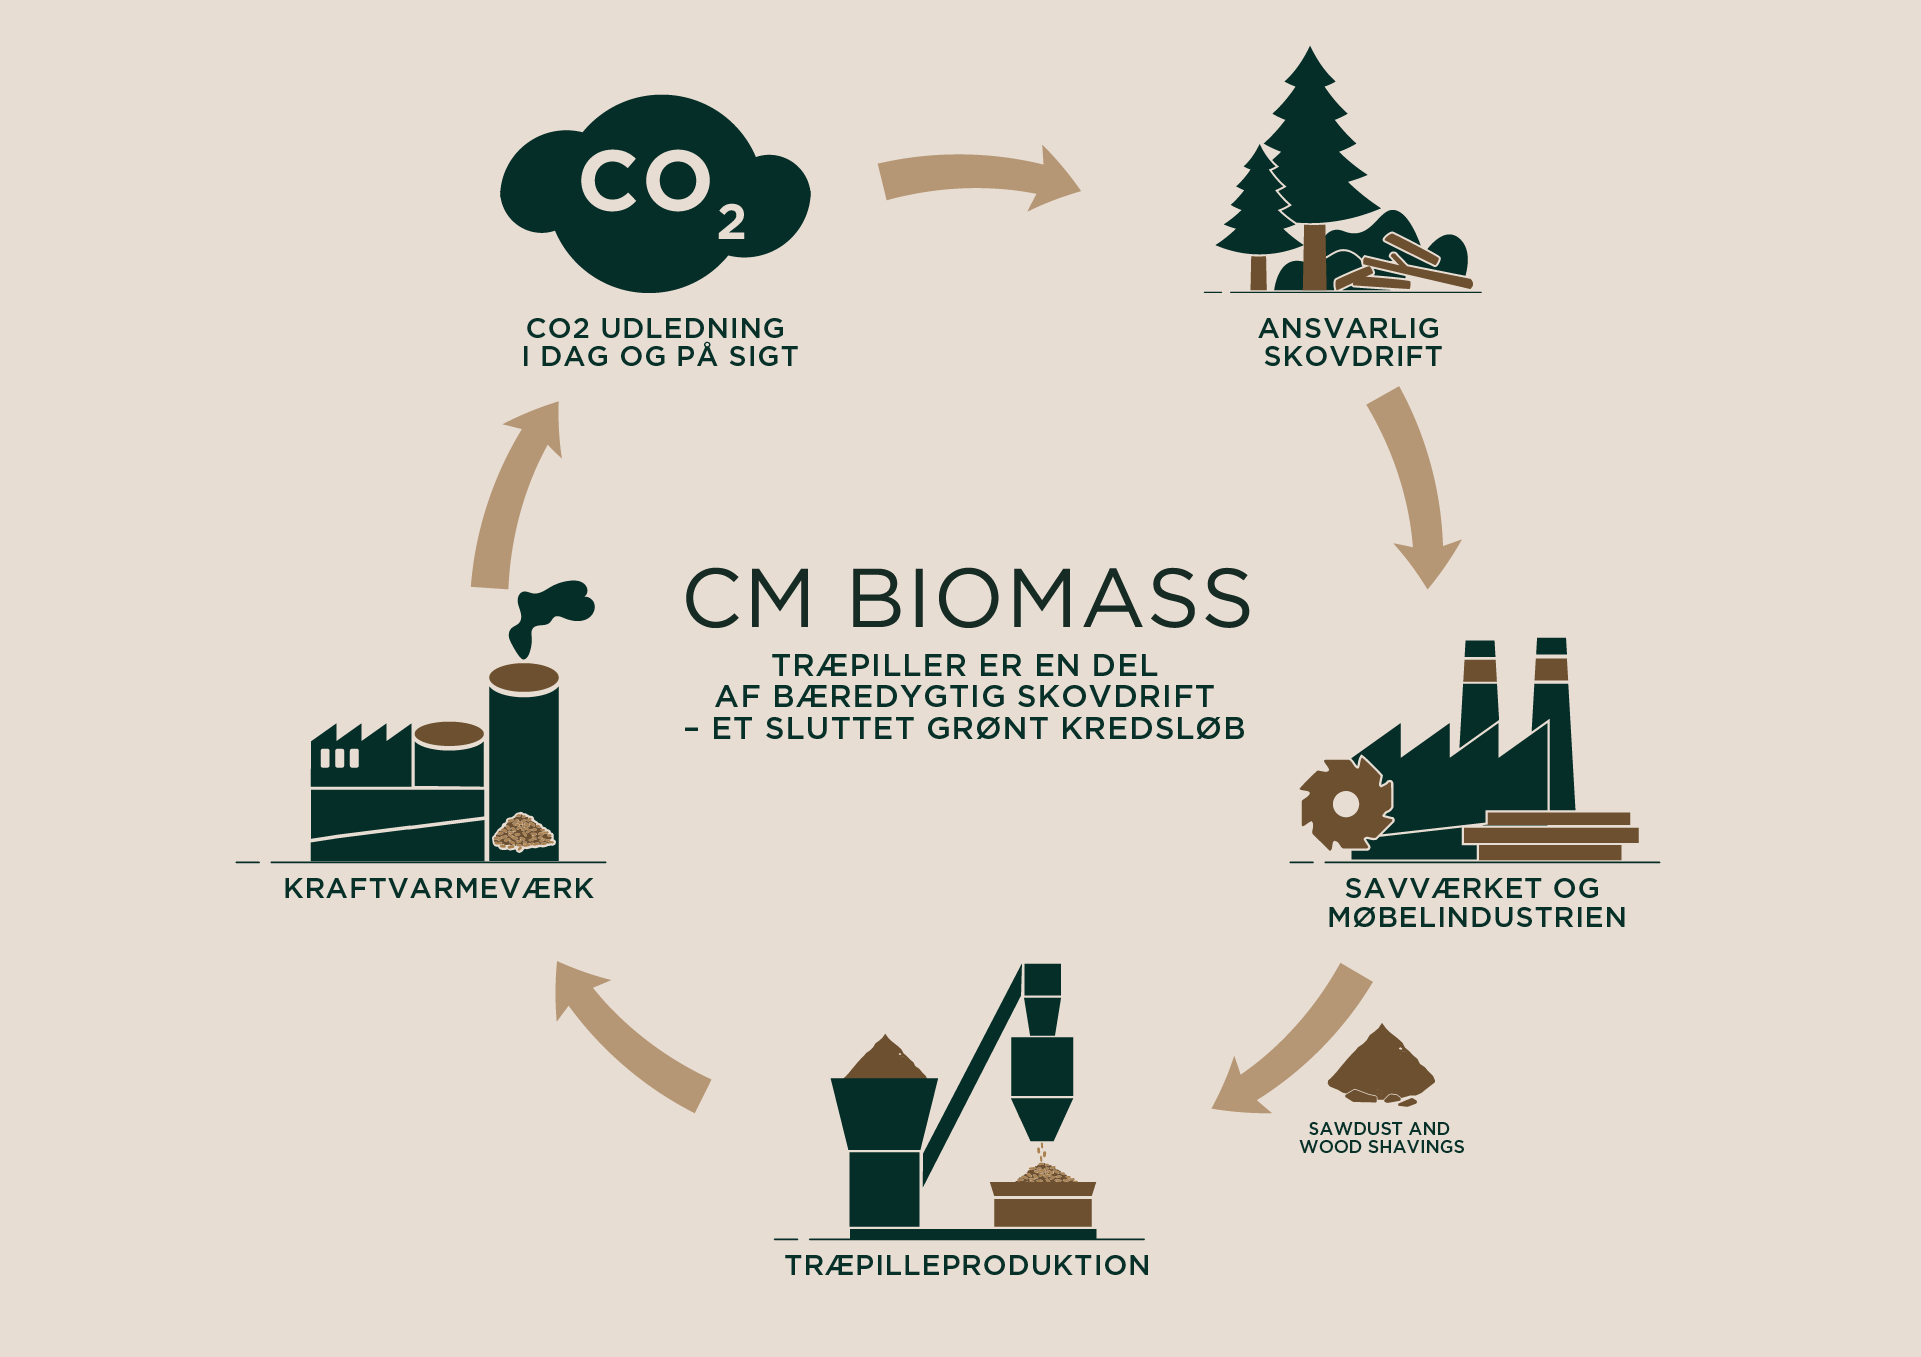 CO2
CO2 UDLEDNING
I DAG OG PÅ SIGT
ANSVARLIG
SKOVDRIFT
CM BIOMASS
TRÆPILLER ER EN DEL
AF BÆREDYGTIG SKOVDRIFT
– ET SLUTTET GRØNT KREDSLØB
KRAFTVARMEVÆRK
SAVVÆRKET OG
MØBELINDUSTRIEN
SAWDUST AND
WOOD SHAVINGS
TRÆPILLEPRODUKTION